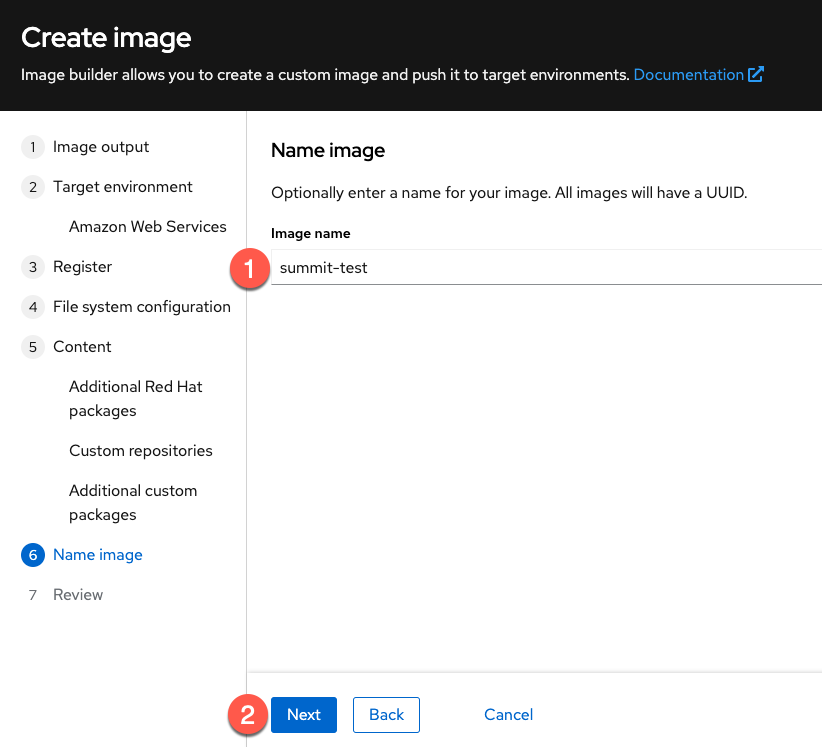 Create image
Image builder allows you to create a custom image and push it to target environments. Documentation
1 Image output
2 Target environment
Amazon Web Services
3 Register
4 File system configuration
5 Content
Additional Red Hat
packages
Custom repositories
Additional custom
packages
6 Name image
7 Review
Name image
Optionally enter a name for your image. All images will have a UUID.
Image name
1 summit-test
2 Next Back Cancel